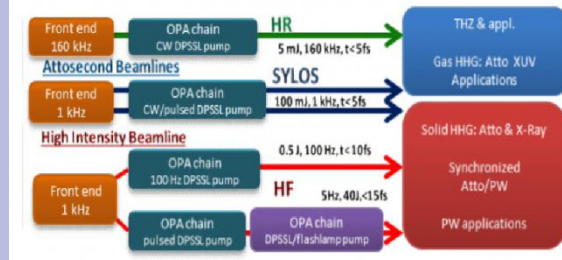 Front end
160 kHz
OPA chain
CW DPSSL pump
HR
5 mJ, 160 kHz, t<5fs
THZ & appl.
Gas HHG: Atto XUV
Applications
Attosecond Beamlines
Front end
1 kHz
OPA chain
CW/pulsed DPSSL pump
SYLOS
100 mJ, 1 kHz, t<5fs
High Intensity Beamline
Front end
1 kHz
OPA chain
100 Hz DPSSL pump
0.5 J, 100 Hz, t<10fs
HF
5Hz, 40J,<15fs
OPA chain
pulsed DPSSL pump
OPA chain
DPSSL/flashlamp pump
Solid HHG: Atto & X-Ray
Synchronized
Atto/PW
PW applications